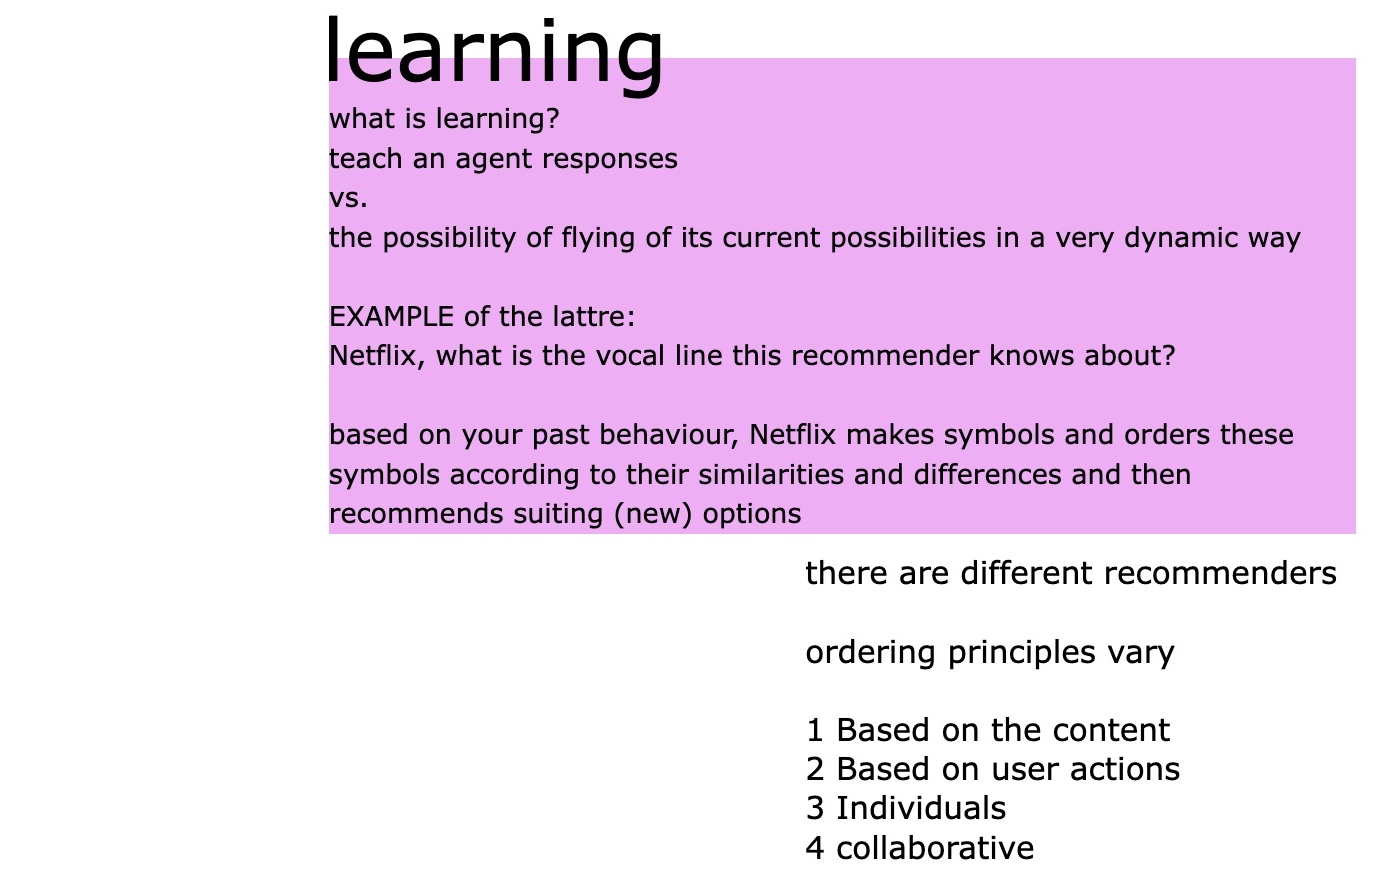 learning
what is learning?
teach an agent responses
vs.
the possibility of flying of its current possibilities in a very dynamic way
EXAMPLE of the lattre:
Netflix, what is the vocal line this recommender knows about?
based on your past behaviour, Netflix makes symbols and orders these
symbols according to their similarities and differences and then
recommends suiting (new) options
there are different recommenders
ordering principles vary
1 Based on the content
2 Based on user actions
3 Individuals
4 collaborative